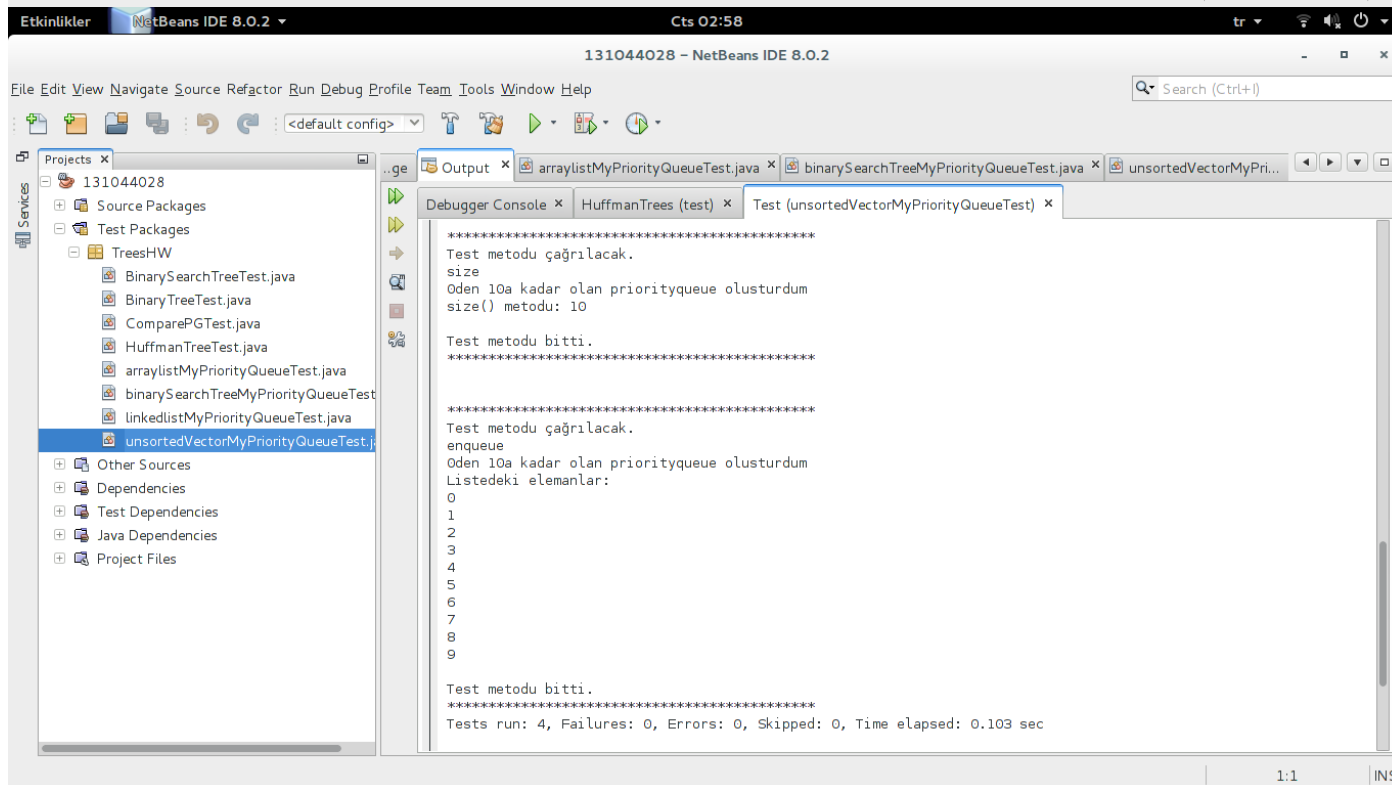 Etkinlikler NetBeans IDE 8.0.2 Cts 02:58 tr
131044028 – NetBeans IDE 8.0.2
File Edit View Navigate Source Refactor Run Debug Profile Team Tools Window Help Search (Ctrl+I)
<default config>
Projects
..ge Output arraylistMyPriorityQueueTest.java binarySearchTreeMyPriorityQueueTest.java unsortedVectorMyPri...
Services
131044028
Source Packages
Test Packages
TreesHW
BinarySearchTreeTest.java
BinaryTreeTest.java
ComparePGTest.java
HuffmanTreeTest.java
arraylistMyPriorityQueueTest.java
binarySearchTreeMyPriorityQueueTest
linkedlistMyPriorityQueueTest.java
unsortedVectorMyPriorityQueueTest.j
Other Sources
Dependencies
Test Dependencies
Java Dependencies
Project Files
Debugger Console HuffmanTrees (test) Test (unsortedVectorMyPriorityQueueTest)
*********************************************
Test metodu çağrılacak.
size
0den 10a kadar olan priorityqueue olusturdum
size() metodu: 10
Test metodu bitti.
*********************************************
*********************************************
Test metodu çağrılacak.
enqueue
0den 10a kadar olan priorityqueue olusturdum
Listedeki elemanlar:
0
1
2
3
4
5
6
7
8
9
Test metodu bitti.
*********************************************
Tests run: 4, Failures: 0, Errors: 0, Skipped: 0, Time elapsed: 0.103 sec
1:1 INS